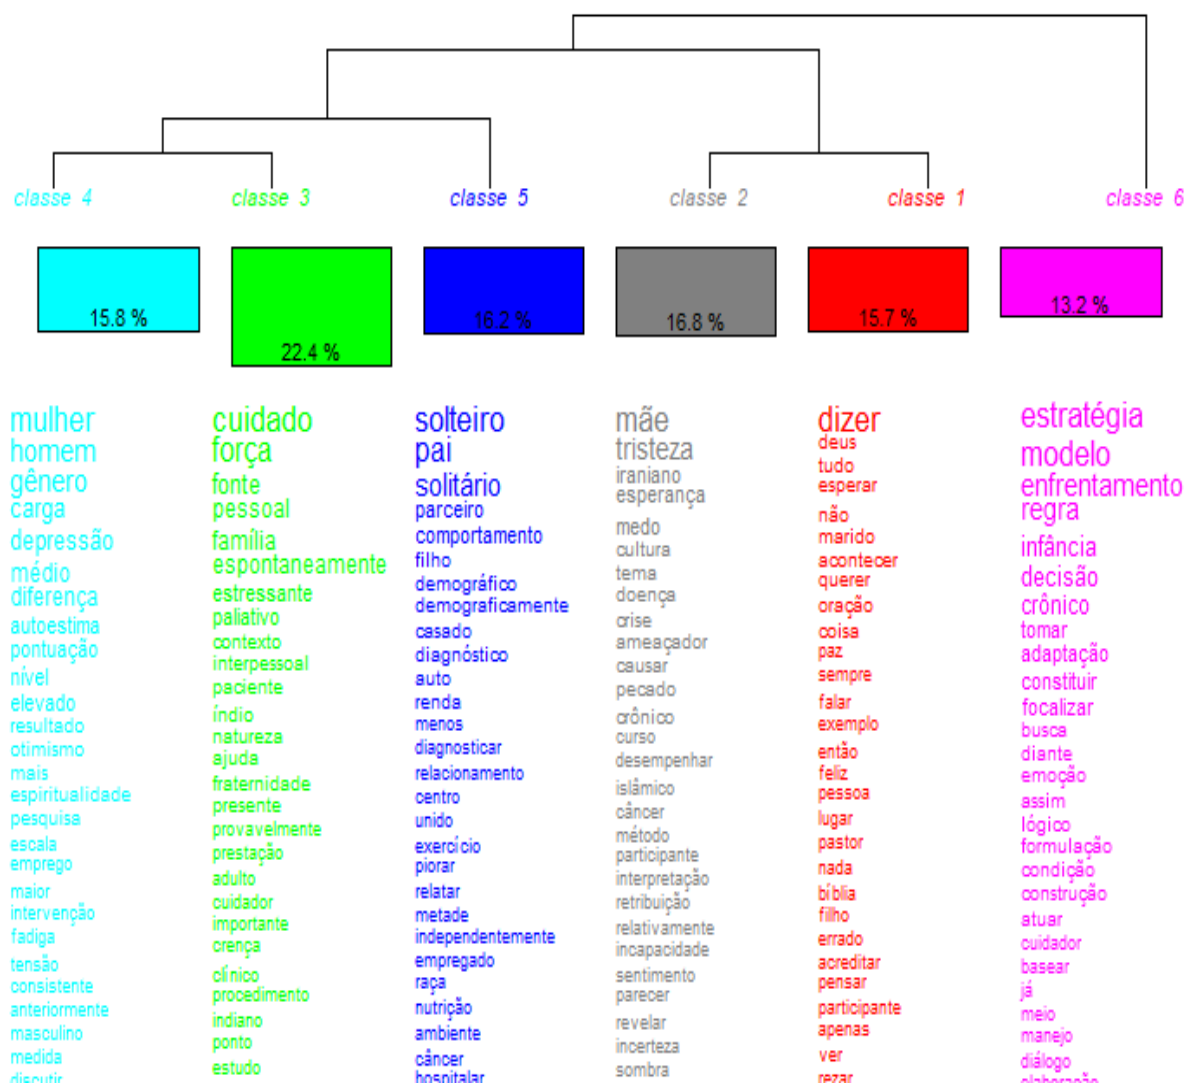 classe 4
classe 3
classe 5
classe 2
classe 1
classe 6
15.8 %
22.4 %
16.2 %
16.8 %
15.7 %
13.2 %
mulher
homem
gênero
carga
depressão
médio
diferença
autoestima
pontuação
nível
elevado
resultado
otimismo
mais
espiritualidade
pesquisa
escala
emprego
maior
intervenção
fadiga
tensão
consistente
anteriormente
masculino
medida
discutir
cuidado
força
fonte
pessoal
família
espontaneamente
estressante
paliativo
contexto
interpessoal
paciente
índio
natureza
ajuda
fraternidade
presente
provavelmente
prestação
adulto
cuidador
importante
crença
clínico
procedimento
indiano
ponto
estudo
solteiro
pai
solitário
parceiro
comportamento
filho
demográfico
demograficamente
casado
diagnóstico
auto
renda
menos
diagnosticar
relacionamento
centro
unido
exercício
piorar
relatar
metade
independentemente
empregado
raça
nutrição
ambiente
câncer
hospitalar
mãe
tristeza
iraniano
esperança
medo
cultura
tema
doença
crise
ameaçador
causar
pecado
crônico
curso
desempenhar
islâmico
câncer
método
participante
interpretação
retribuição
relativamente
incapacidade
sentimento
parecer
revelar
incerteza
sombra
dizer
deus
tudo
esperar
não
marido
acontecer
querer
oração
coisa
paz
sempre
falar
exemplo
então
feliz
pessoa
lugar
pastor
nada
bíblia
filho
errado
acreditar
pensar
participante
apenas
ver
rezar
estratégia
modelo
enfrentamento
regra
infância
decisão
crônico
tomar
adaptação
constituir
focalizar
busca
diante
emoção
assim
lógico
formulação
condição
construção
atuar
cuidador
basear
já
meio
manejo
diálogo
elaboração